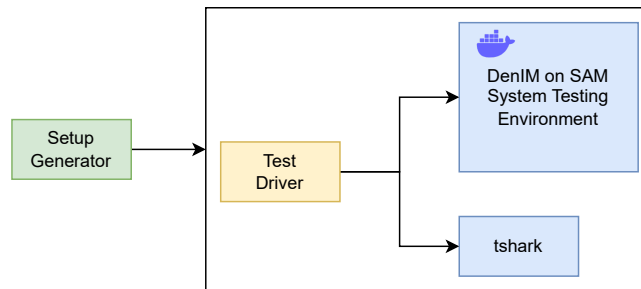 Setup
Generator
Test
Driver
DenIM on SAM
System Testing
Environment
tshark